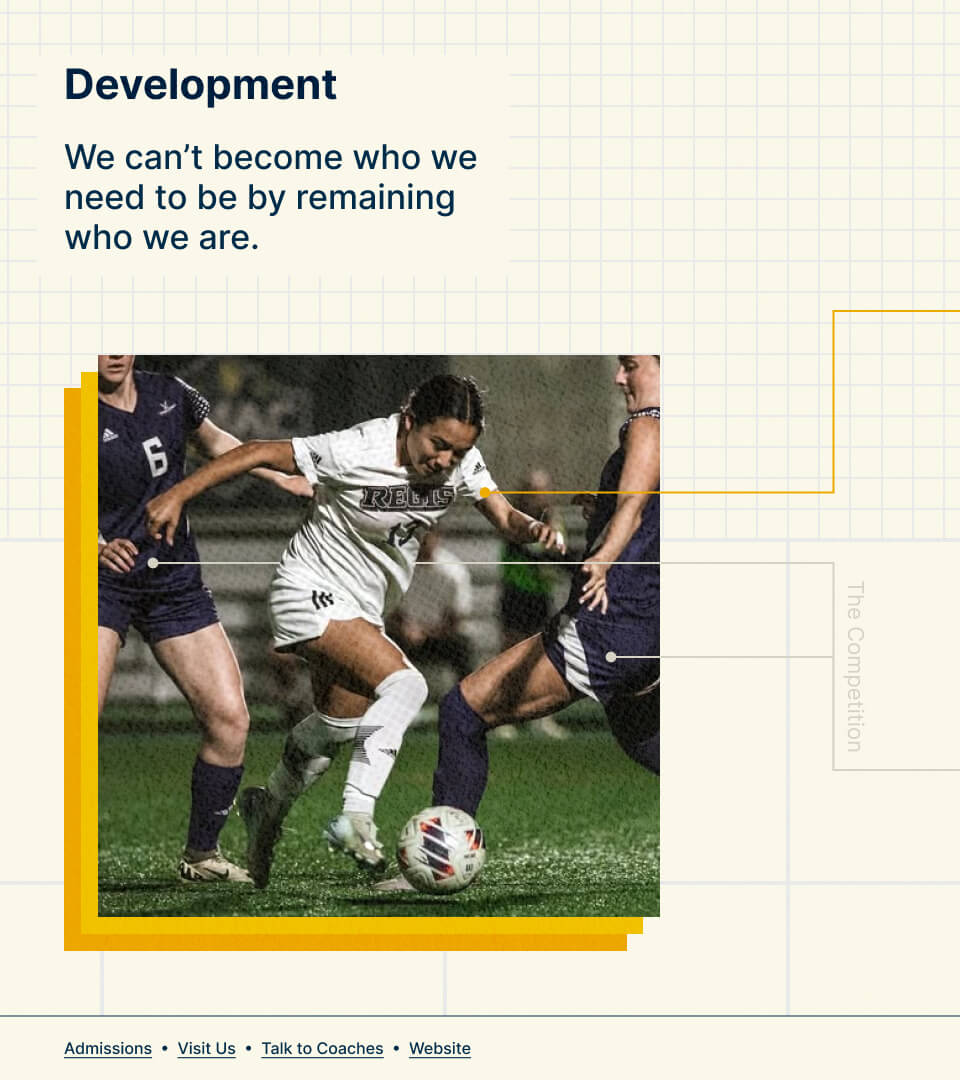 Development
We can’t become who we
need to be by remaining
who we are.
6
REGIS
13
The Competition
Admissions • Visit Us • Talk to Coaches • Website